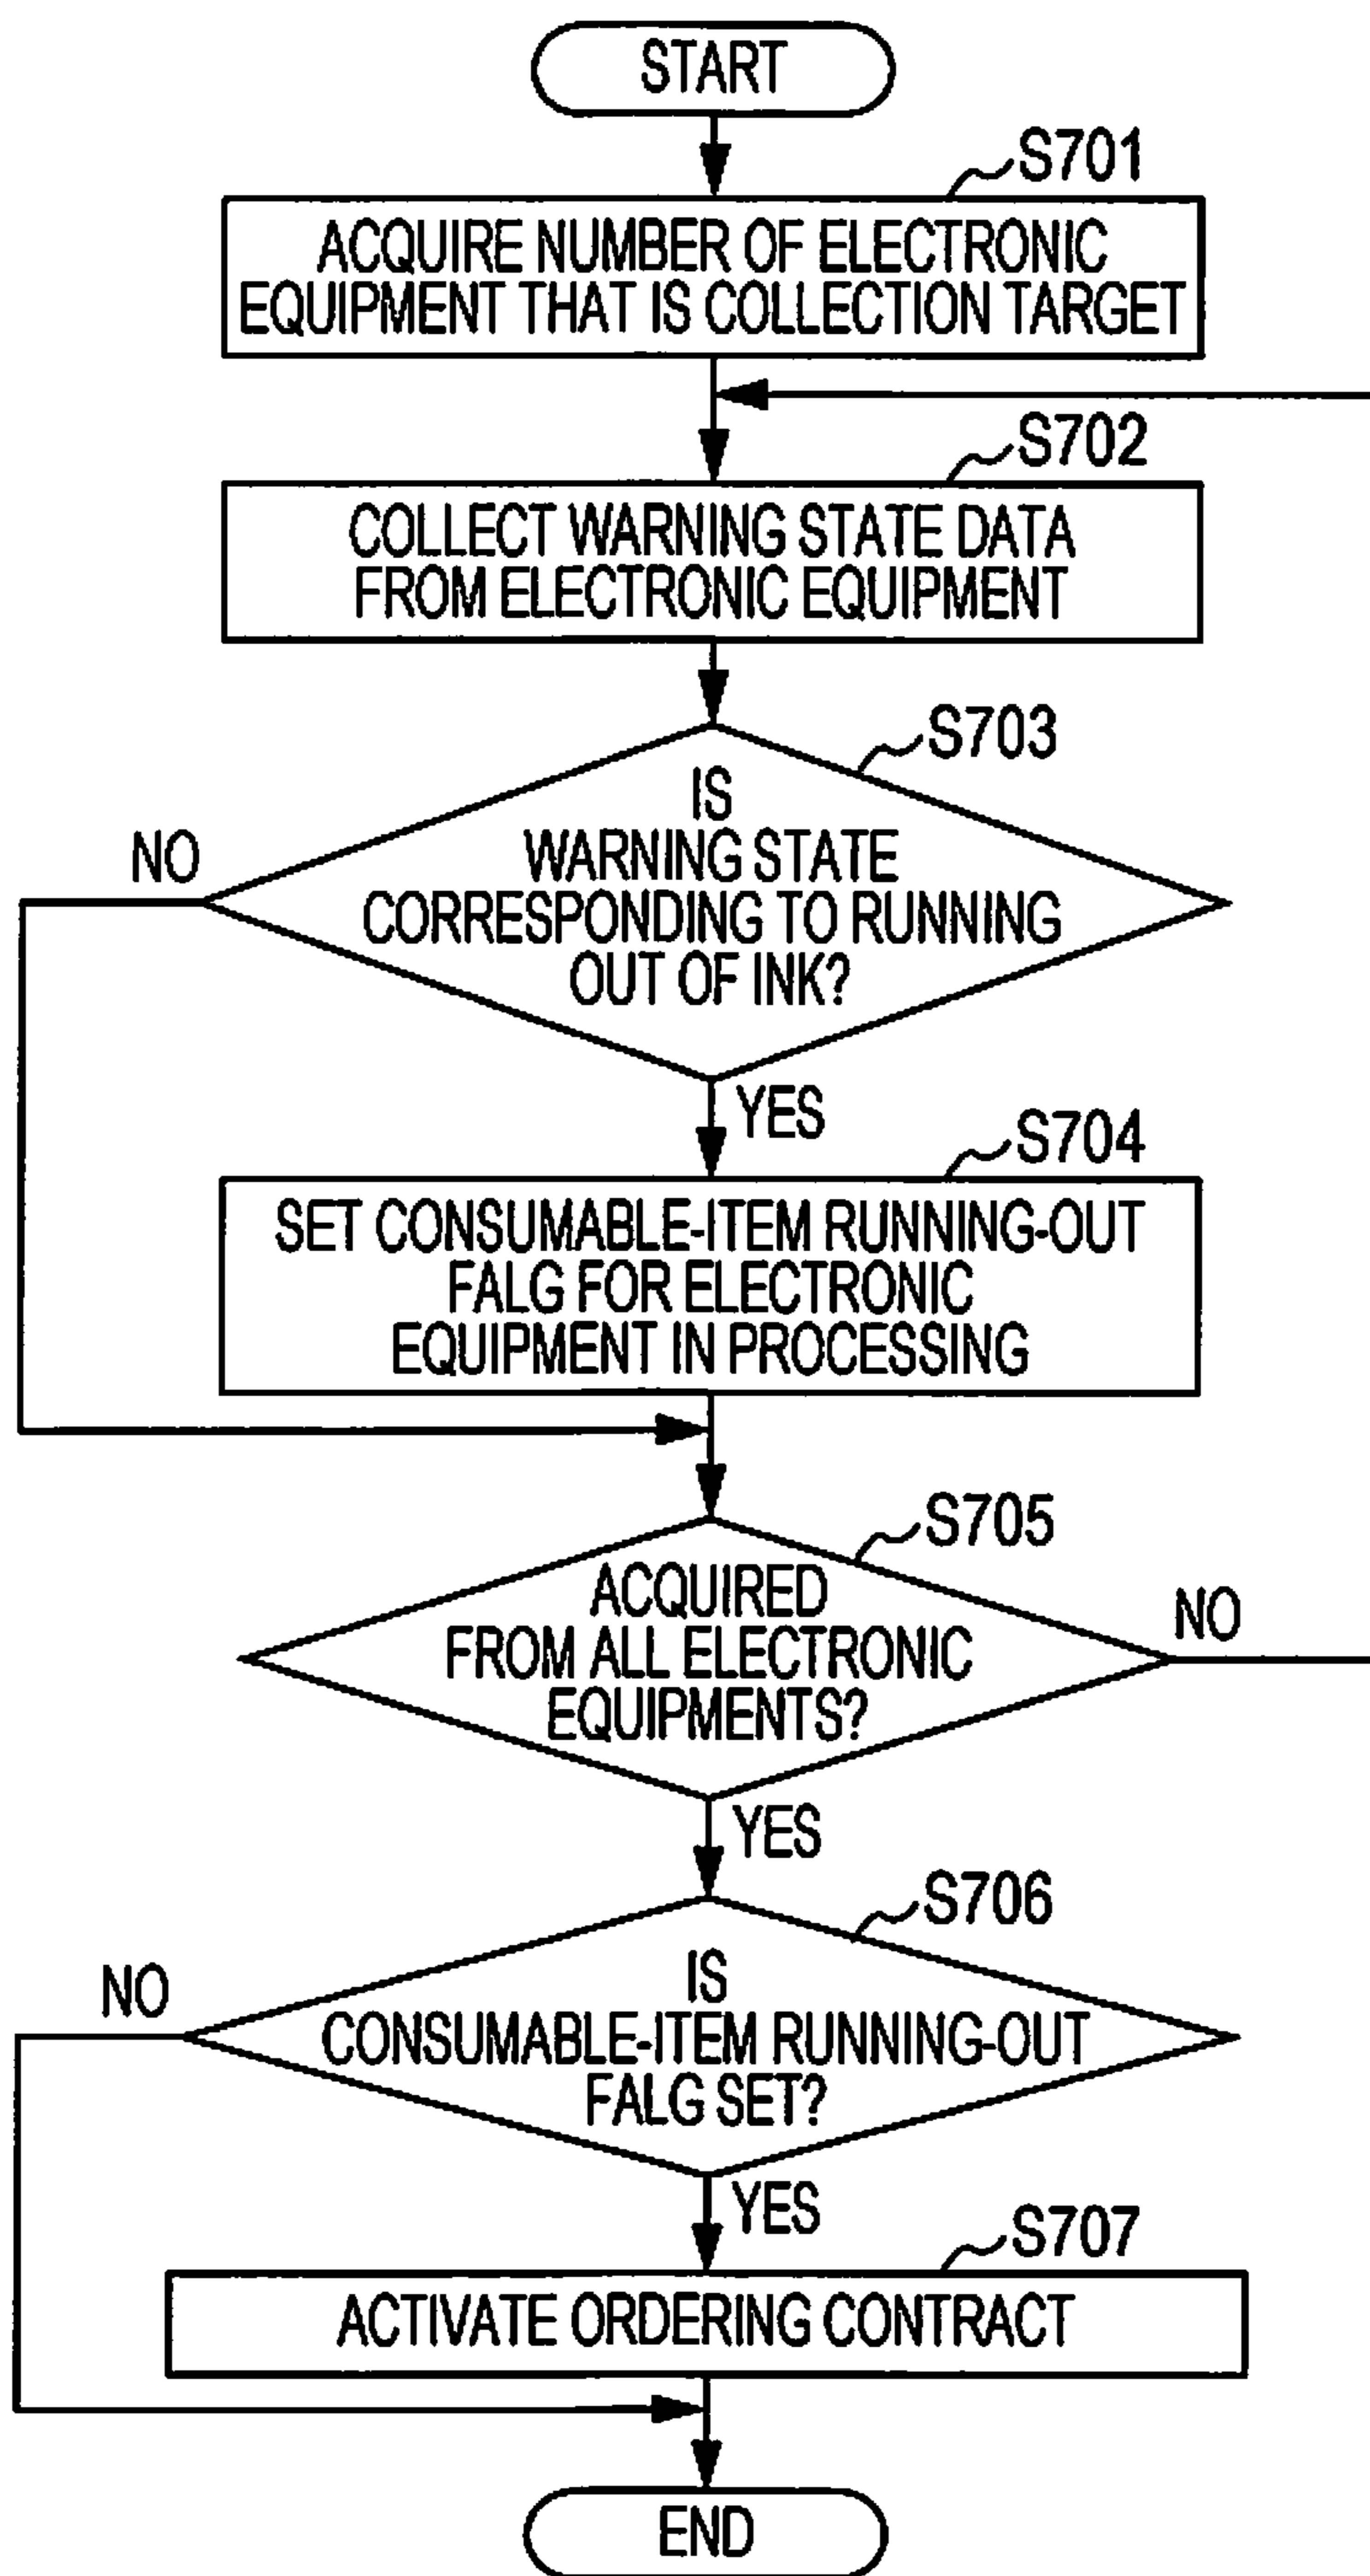 START
S701
ACQUIRE NUMBER OF ELECTRONIC
EQUIPMENT THAT IS COLLECTION TARGET
S702
COLLECT WARNING STATE DATA
FROM ELECTRONIC EQUIPMENT
S703
IS
WARNING STATE
CORRESPONDING TO RUNNING
OUT OF INK?
NO
YES
S704
SET CONSUMABLE-ITEM RUNNING-OUT
FALG FOR ELECTRONIC
EQUIPMENT IN PROCESSING
S705
ACQUIRED
FROM ALL ELECTRONIC
EQUIPMENTS?
NO
YES
S706
IS
CONSUMABLE-ITEM RUNNING-OUT
FALG SET?
NO
YES
S707
ACTIVATE ORDERING CONTRACT
END